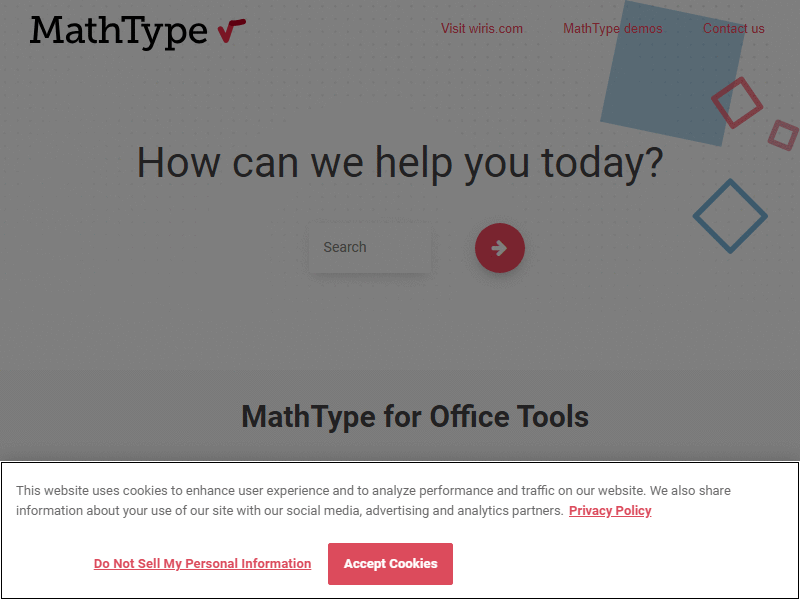 MathType
Visit wiris.com MathType demos Contact us
How can we help you today?
Search
MathType for Office Tools
This website uses cookies to enhance user experience and to analyze performance and traffic on our website. We also share
information about your use of our site with our social media, advertising and analytics partners. Privacy Policy
Do Not Sell My Personal Information Accept Cookies